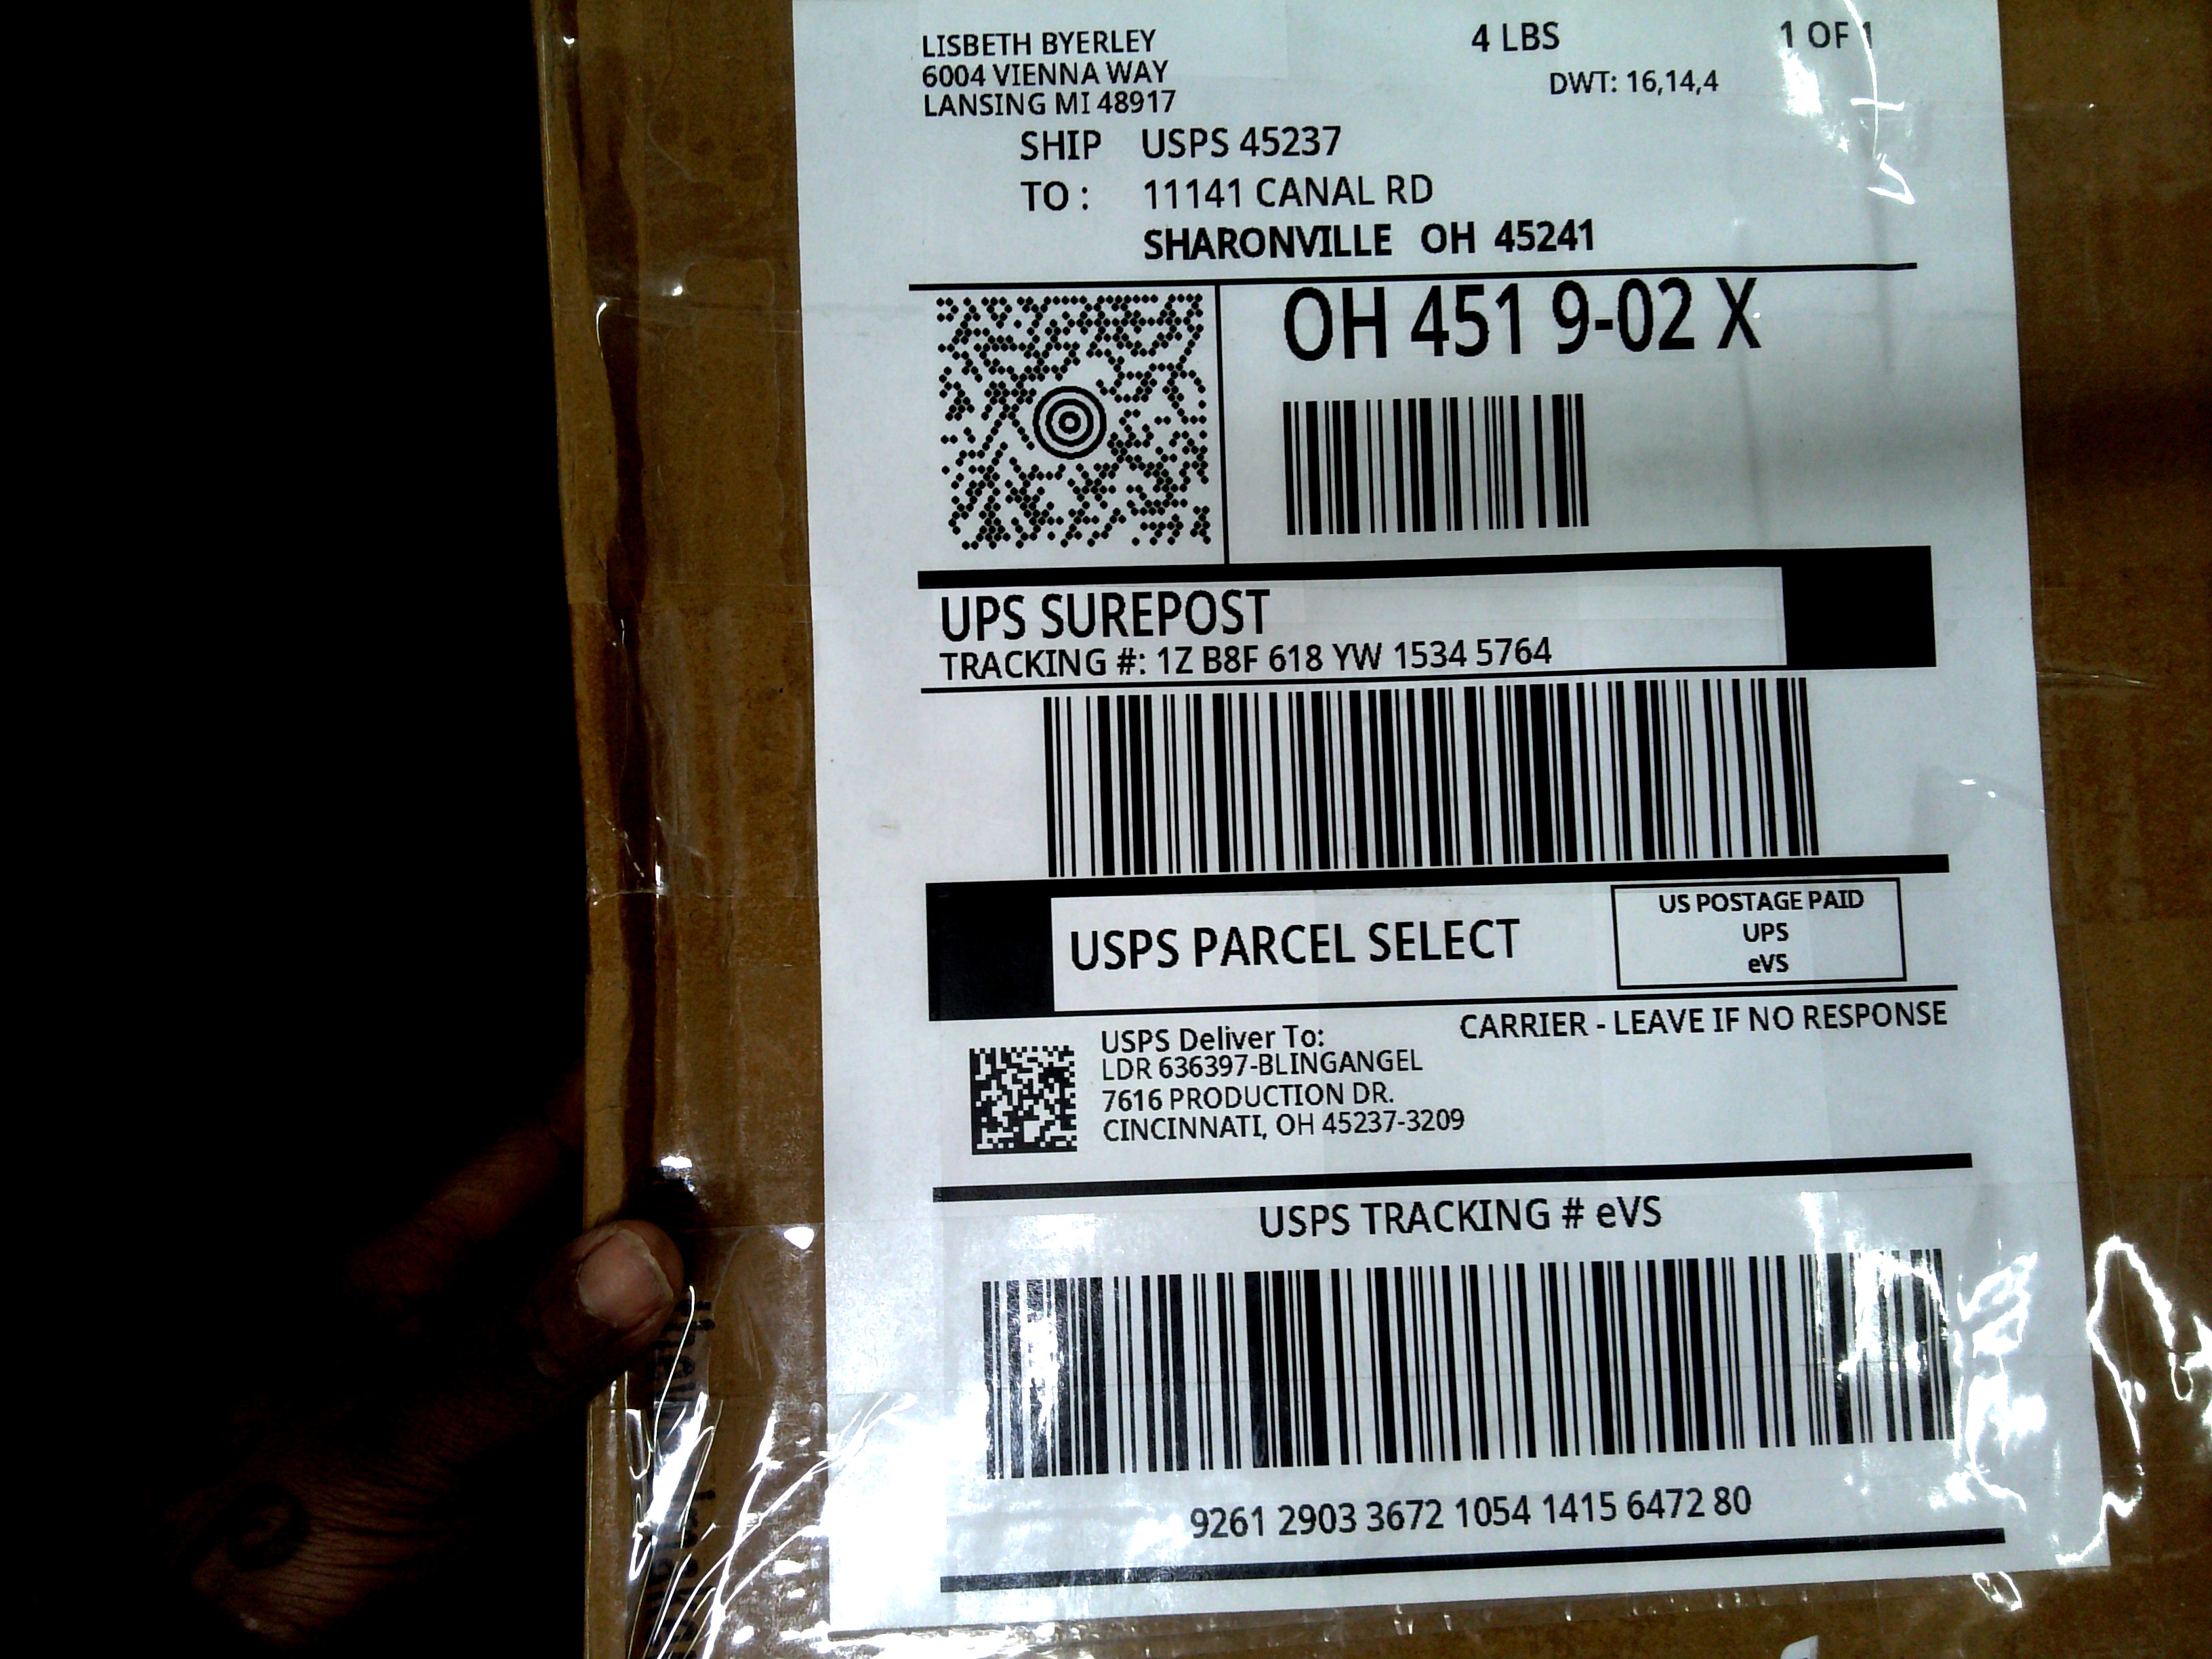 LISBETH BYERLEY
6004 VIENNA WAY
LANSING MI 48917
4 LBS
1 OF 1
DWT: 16,14,4
SHIP TO :
USPS 45237
11141 CANAL RD
SHARONVILLE OH 45241
OH 451 9-02 X
UPS SUREPOST
TRACKING #: 1Z B8F 618 YW 1534 5764
USPS PARCEL SELECT
US POSTAGE PAID
UPS
eVS
CARRIER - LEAVE IF NO RESPONSE
USPS Deliver To:
LDR 636397-BLINGANGEL
7616 PRODUCTION DR.
CINCINNATI, OH 45237-3209
USPS TRACKING # eVS
9261 2903 3672 1054 1415 6472 80